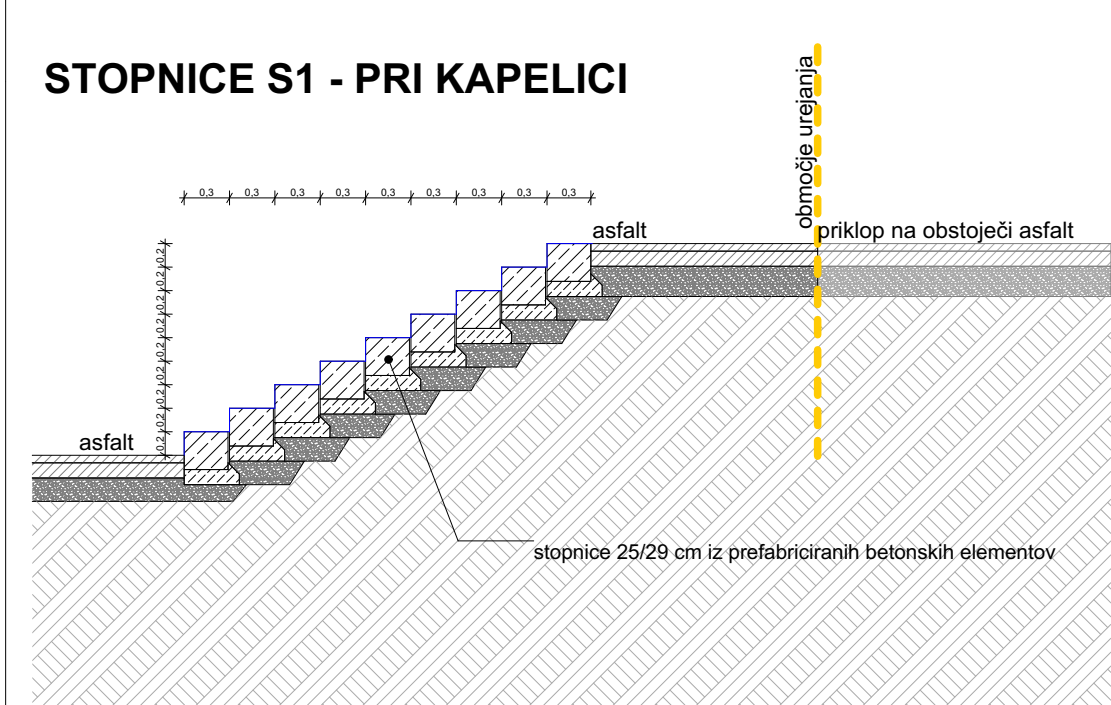 STOPNICE S1 - PRI KAPELICI
območje urejanja
0,3 0,3 0,3 0,3 0,3 0,3 0,3 0,3 0,3
asfalt
priklop na obstoječi asfalt
0,2 0,2 0,2 0,2 0,2 0,2 0,2 0,2 0,2
asfalt
stopnice 25/29 cm iz prefabriciranih betonskih elementov